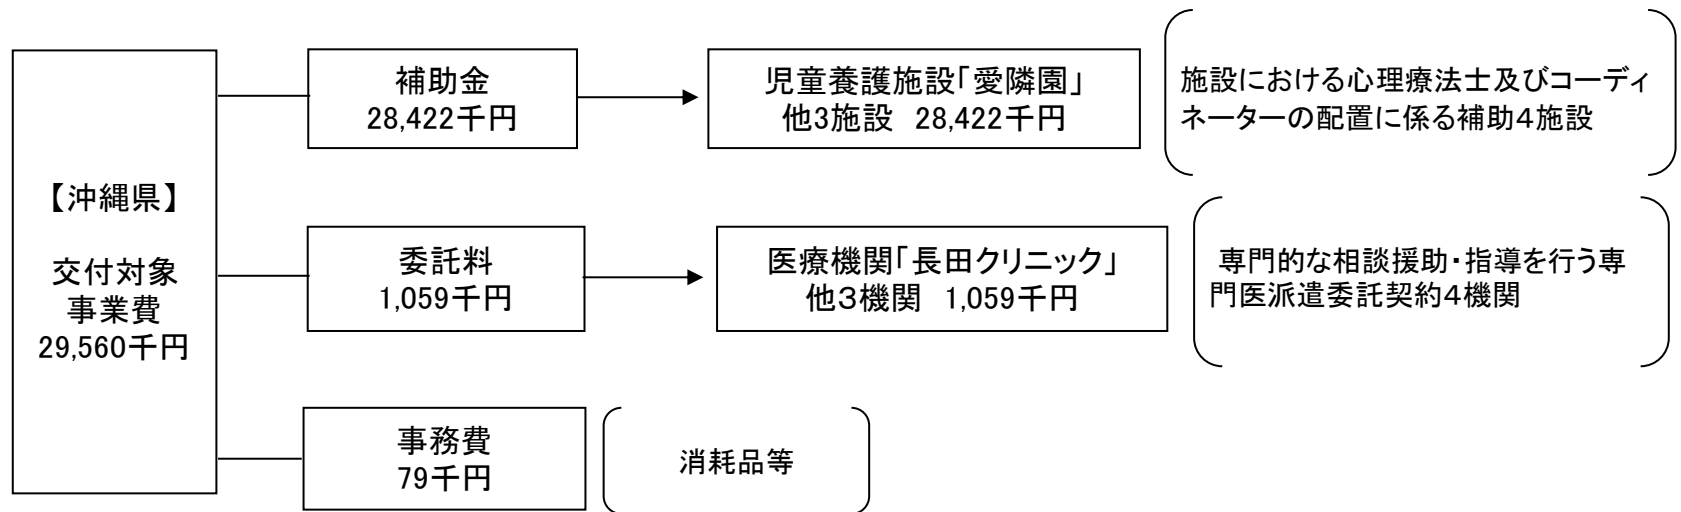 【沖縄県】
交付対象
事業費
29,560千円
補助金
28,422千円
児童養護施設「愛隣園」
他3施設 28,422千円
施設における心理療法士及びコーディ
ネーターの配置に係る補助４施設
委託料
1,059千円
医療機関「長田クリニック」
他３機関 1,059千円
専門的な相談援助・指導を行う専
門医派遣委託契約４機関
事務費
79千円
消耗品等